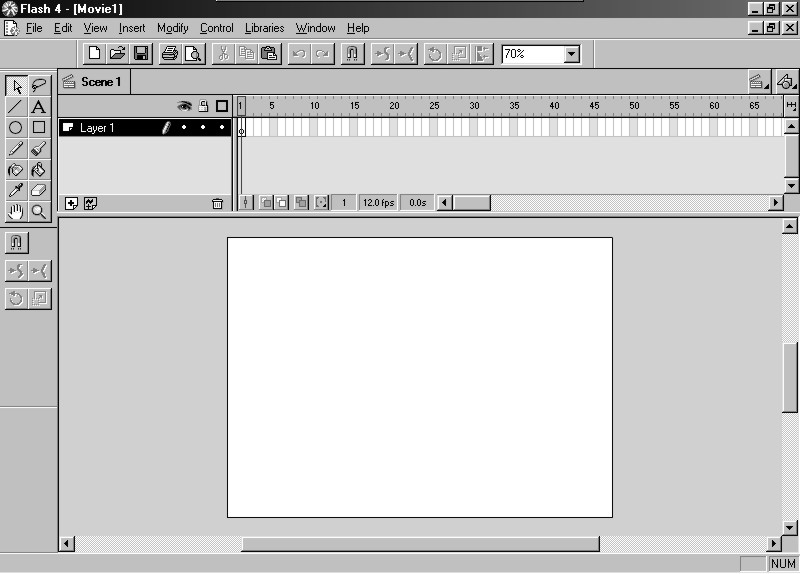 Flash 4 - [Movie1]
File Edit View Insert Modify Control Libraries Window Help
70%
Scene 1
1 5 10 15 20 25 30 35 40 45 50 55 60 65
Layer 1
1 12.0 fps 0.0s
A
NUM